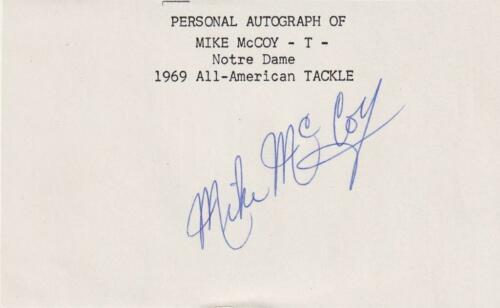 PERSONAL AUTOGRAPH OF
MIKE McCOY - T -
Notre Dame
1969 All-American TACKLE
Mike McCoy